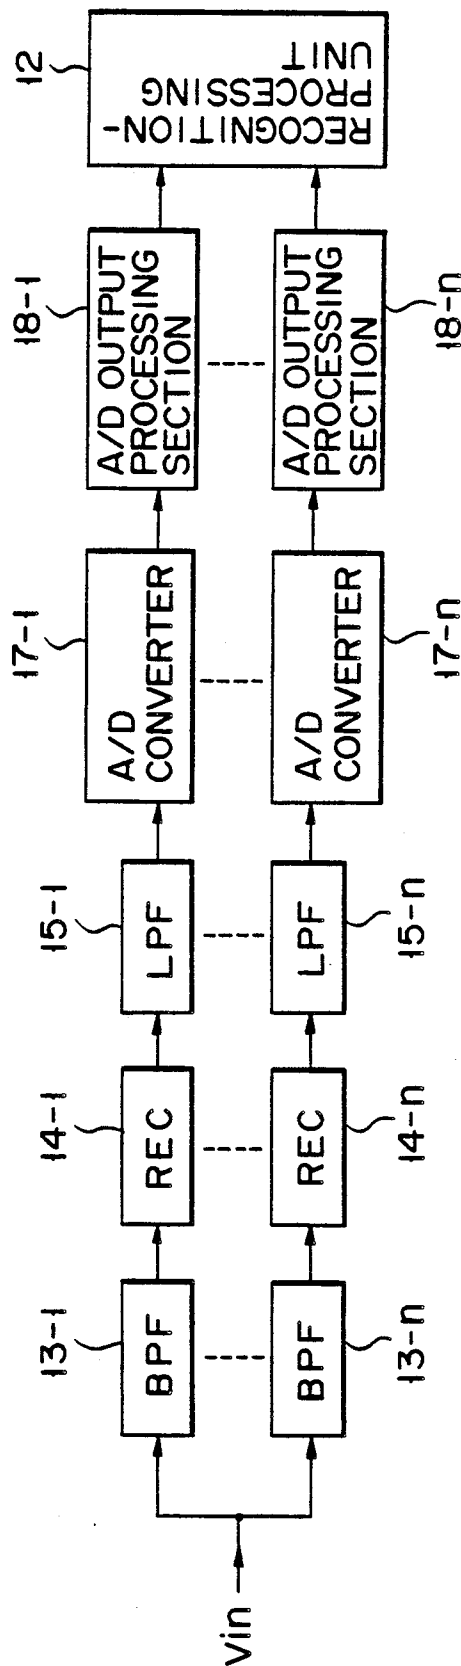 Vin
13-1
BPF
14-1
REC
15-1
LPF
17-1
A/D
CONVERTER
18-1
A/D OUTPUT
PROCESSING
SECTION
12
RECOGNITION-
PROCESSING
UNIT
BPF
13-n
REC
14-n
LPF
15-n
A/D
CONVERTER
17-n
A/D OUTPUT
PROCESSING
SECTION
18-n